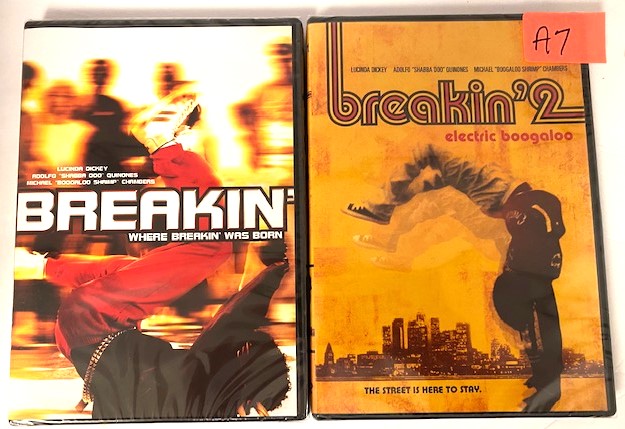 LUCINDA DICKEY
ADOLFO "SHABBA DOO" QUINONES
MICHAEL "BOOGALOO SHRIMP" CHAMBERS
BREAKIN'
WHERE BREAKIN' WAS BORN
A7
LUCINDA DICKEY ADOLFO "SHABBA DOO" QUINONES MICHAEL "BOOGALOO SHRIMP" CHAMBERS
breakin' 2
electric boogaloo
THE STREET IS HERE TO STAY.